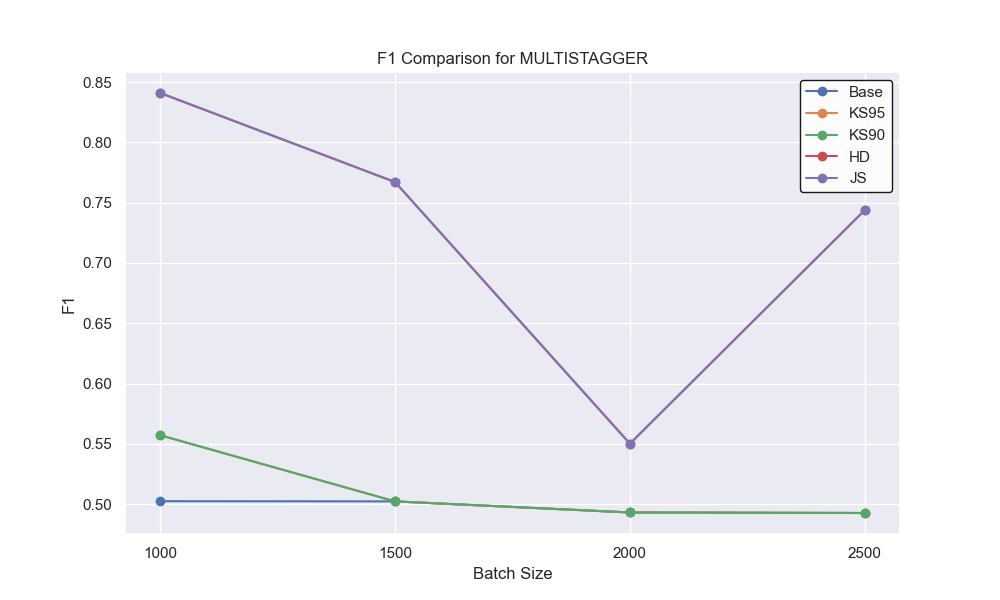 F1 Comparison for MULTISTAGGER
0.85
0.80
0.75
0.70
0.65
0.60
0.55
0.50
F1
1000
1500
2000
2500
Batch Size
Base
KS95
KS90
HD
JS